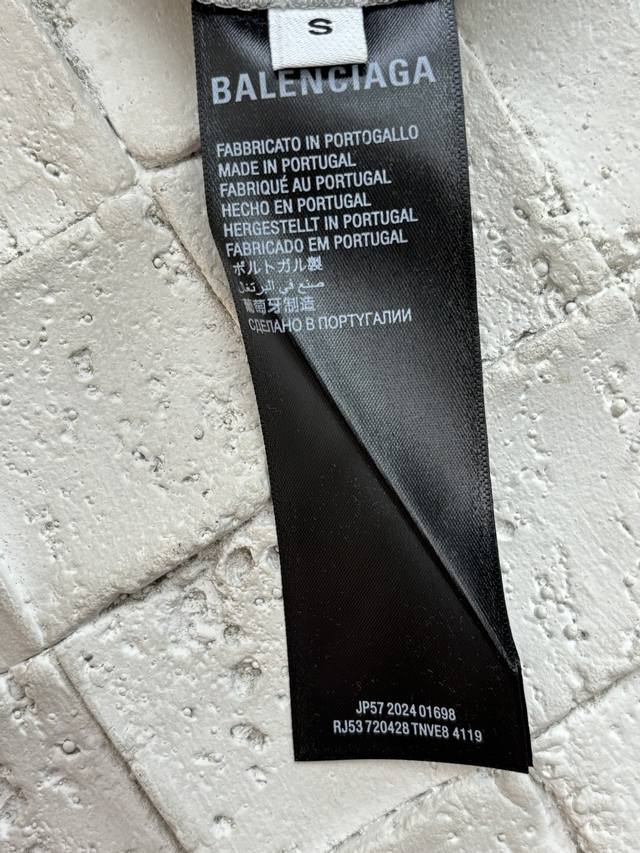 S
BALENCIAGA
FABBRICATO IN PORTOGALLO
MADE IN PORTUGAL
FABRIQUÉ AU PORTUGAL
HECHO EN PORTUGAL
HERGESTELLT IN PORTUGAL
FABRICADO EM PORTUGAL
ポルトガル製
صنع في البرتغال
葡萄牙制造
СДЕЛАНО В ПОРТУГАЛИИ
JP57 2024 01698
RJ53 720428 TNVE8 4119